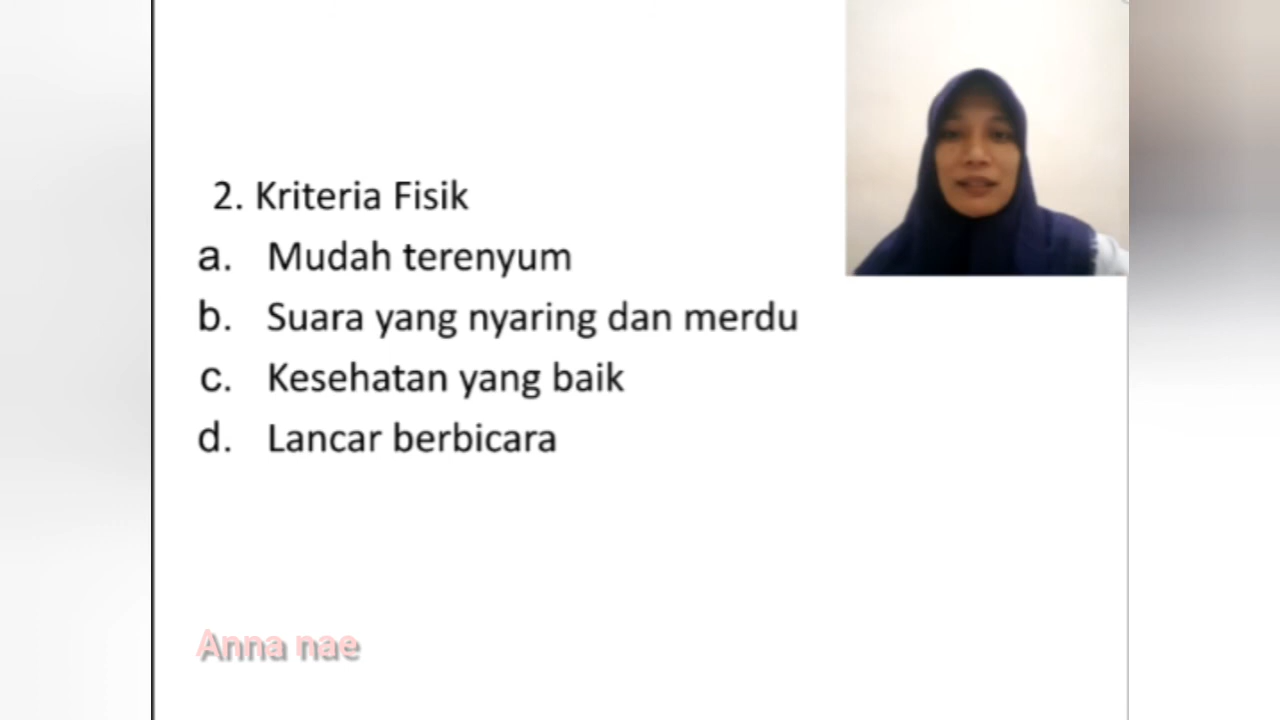 2. Kriteria Fisik
a. Mudah terenyum
b. Suara yang nyaring dan merdu
c. Kesehatan yang baik
d. Lancar berbicara
Anna nae